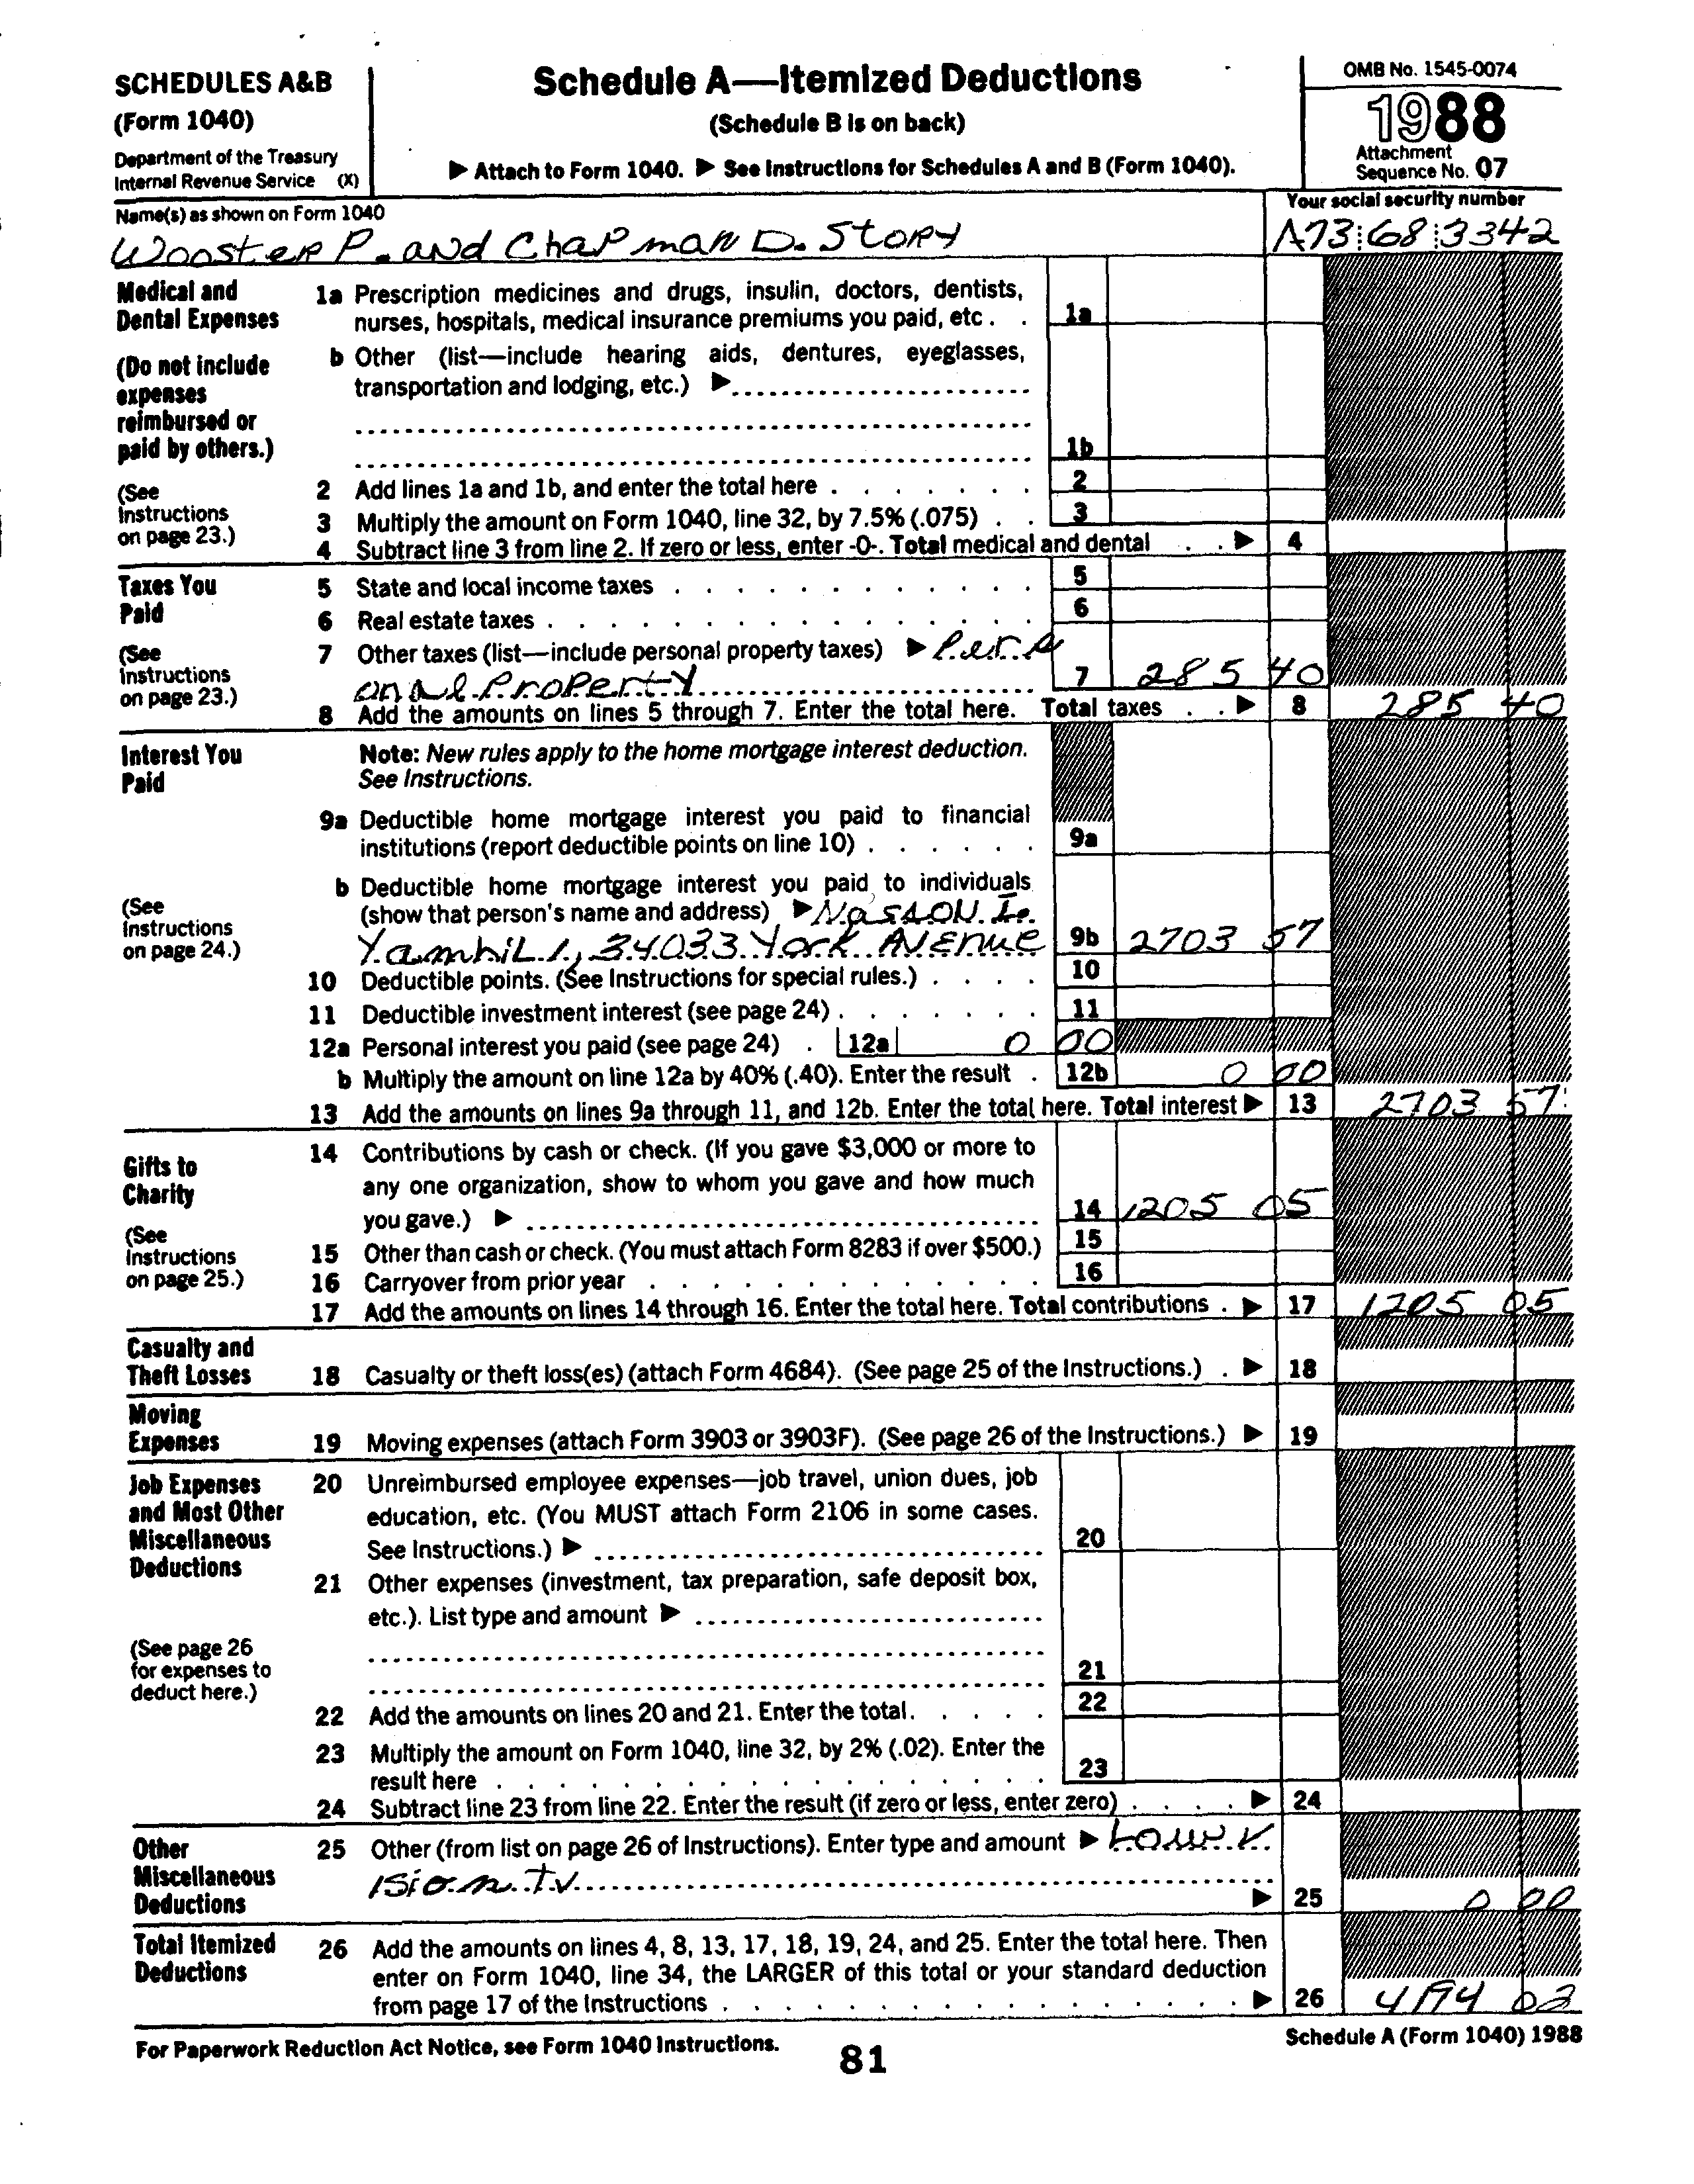 SCHEDULES A&B
(Form 1040)
Department of the Treasury
Internal Revenue Service (X)
Schedule A—Itemized Deductions
(Schedule B is on back)
▶ Attach to Form 1040. ▶ See Instructions for Schedules A and B (Form 1040).
OMB No. 1545-0074
1988
Attachment
Sequence No. 07
Name(s) as shown on Form 1040
Wooster P. and Chapman D. Story
Your social security number
A73 68 3342
Medical and
Dental Expenses
(Do not include
expenses
reimbursed or
paid by others.)
(See
Instructions
on page 23.)
1a Prescription medicines and drugs, insulin, doctors, dentists,
nurses, hospitals, medical insurance premiums you paid, etc . . 1a
b Other (list—include hearing aids, dentures, eyeglasses,
transportation and lodging, etc.) ▶
1b
2 Add lines 1a and 1b, and enter the total here . . . . . . . 2
3 Multiply the amount on Form 1040, line 32, by 7.5% (.075) . . 3
4 Subtract line 3 from line 2. If zero or less, enter -0-. Total medical and dental . . ▶ 4
Taxes You
Paid
(See
Instructions
on page 23.)
5 State and local income taxes . . . . . . . . . . . . 5
6 Real estate taxes . . . . . . . . . . . . . . . . 6
7 Other taxes (list—include personal property taxes) ▶ Pers
onal Property 7 285 40
8 Add the amounts on lines 5 through 7. Enter the total here. Total taxes . . ▶ 8 285 40
Interest You
Paid
(See
Instructions
on page 24.)
Note: New rules apply to the home mortgage interest deduction.
See Instructions.
9a Deductible home mortgage interest you paid to financial
institutions (report deductible points on line 10) . . . . . . 9a
b Deductible home mortgage interest you paid to individuals
(show that person's name and address) ▶ Nasson I.
Yamhill, 34033 York Avenue 9b 2703 57
10 Deductible points. (See Instructions for special rules.) . . . . 10
11 Deductible investment interest (see page 24) . . . . . . . 11
12a Personal interest you paid (see page 24) . 12a 0 00
b Multiply the amount on line 12a by 40% (.40). Enter the result . 12b 0 00
13 Add the amounts on lines 9a through 11, and 12b. Enter the total here. Total interest ▶ 13 2703 57
Gifts to
Charity
(See
Instructions
on page 25.)
14 Contributions by cash or check. (If you gave $3,000 or more to
any one organization, show to whom you gave and how much
you gave.) ▶ 14 1205 05
15 Other than cash or check. (You must attach Form 8283 if over $500.) 15
16 Carryover from prior year . . . . . . . . . . . . . 16
17 Add the amounts on lines 14 through 16. Enter the total here. Total contributions . ▶ 17 1205 05
Casualty and
Theft Losses
18 Casualty or theft loss(es) (attach Form 4684). (See page 25 of the Instructions.) . ▶ 18
Moving
Expenses
19 Moving expenses (attach Form 3903 or 3903F). (See page 26 of the Instructions.) ▶ 19
Job Expenses
and Most Other
Miscellaneous
Deductions
(See page 26
for expenses to
deduct here.)
20 Unreimbursed employee expenses—job travel, union dues, job
education, etc. (You MUST attach Form 2106 in some cases.
See Instructions.) ▶ 20
21 Other expenses (investment, tax preparation, safe deposit box,
etc.). List type and amount ▶
21
22 Add the amounts on lines 20 and 21. Enter the total. . . . . 22
23 Multiply the amount on Form 1040, line 32, by 2% (.02). Enter the
result here . . . . . . . . . . . . . . . . . . 23
24 Subtract line 23 from line 22. Enter the result (if zero or less, enter zero) . . . . ▶ 24
Other
Miscellaneous
Deductions
25 Other (from list on page 26 of Instructions). Enter type and amount ▶
ision TV
▶ 25 0 00
Total Itemized
Deductions
26 Add the amounts on lines 4, 8, 13, 17, 18, 19, 24, and 25. Enter the total here. Then
enter on Form 1040, line 34, the LARGER of this total or your standard deduction
from page 17 of the Instructions . . . . . . . . . . . . . . . . ▶ 26 4194 02
For Paperwork Reduction Act Notice, see Form 1040 Instructions.
81
Schedule A (Form 1040) 1988